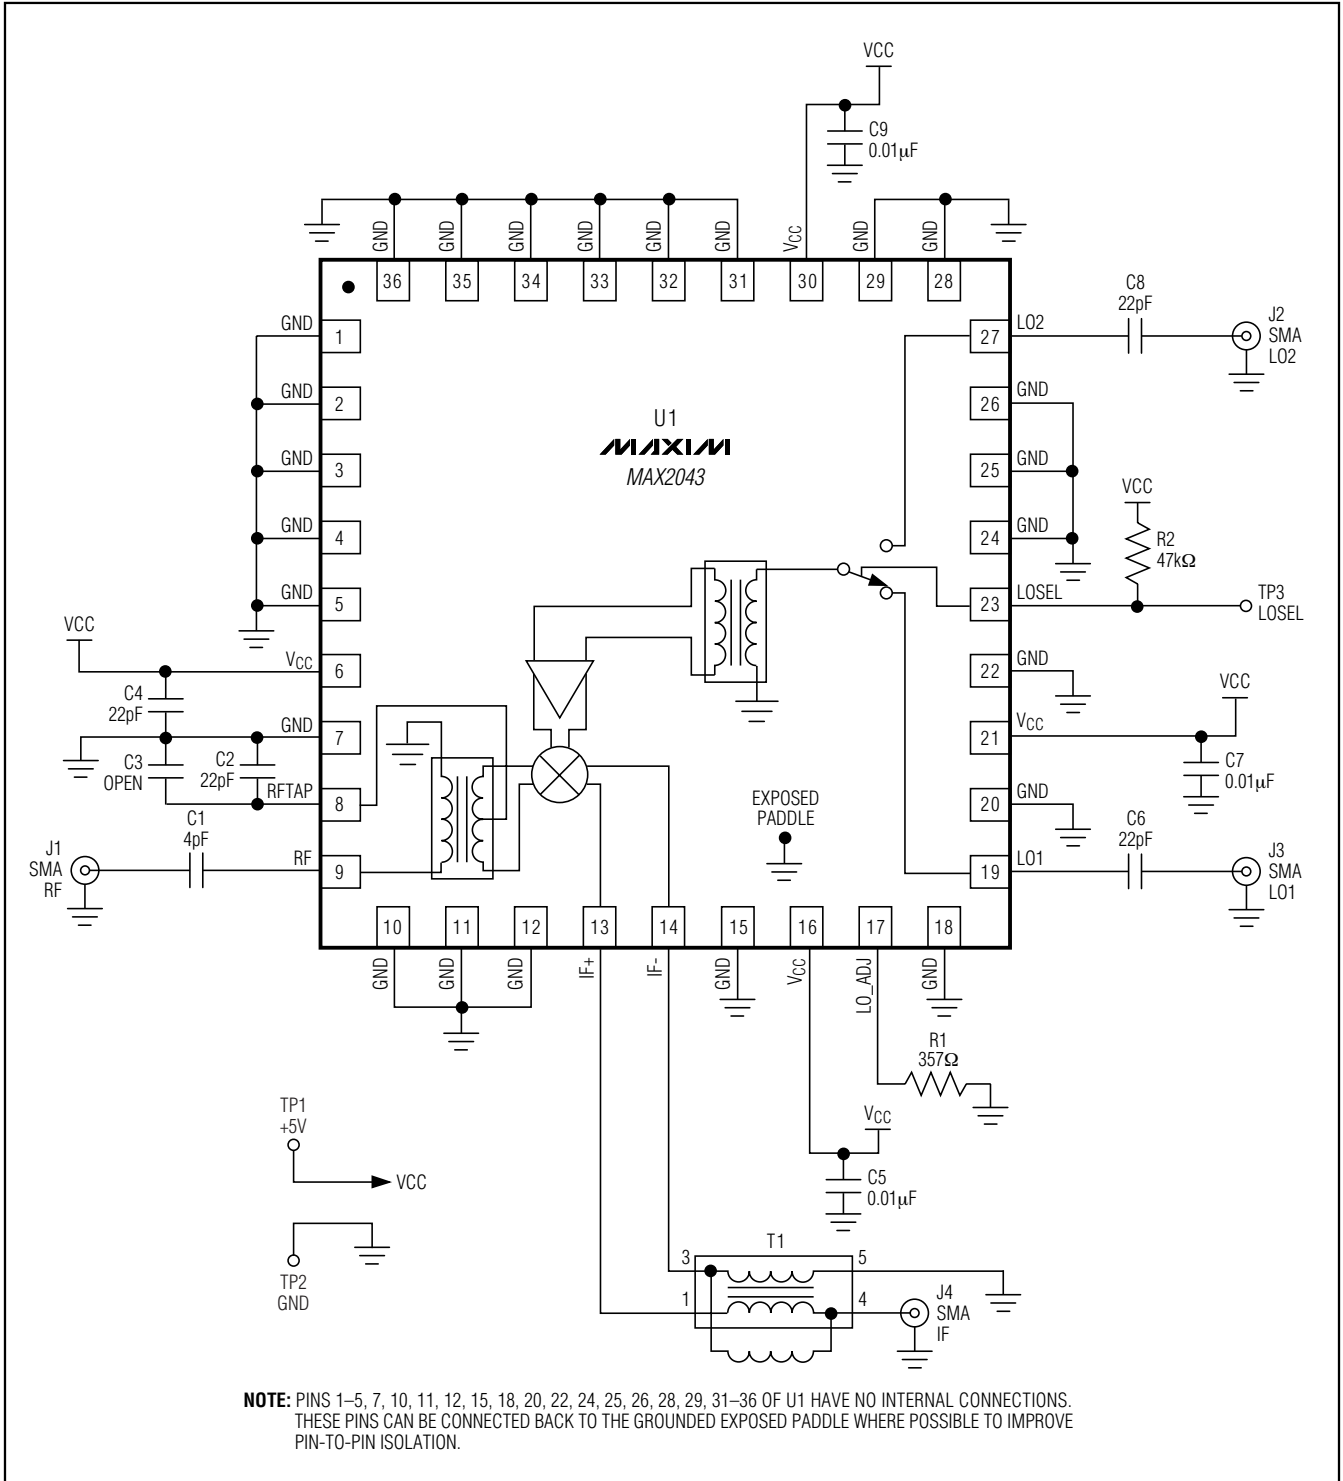 VCC
C9
0.01µF
GND
GND
GND
GND
GND
GND
VCC
GND
GND
36
35
34
33
32
31
30
29
28
GND
1
GND
2
GND
3
GND
4
GND
5
VCC
VCC
6
C4
22pF
GND
7
C3
OPEN
C2
22pF
RFTAP
8
C1
4pF
J1
SMA
RF
RF
9
U1
MAXIM
MAX2043
EXPOSED
PADDLE
27
LO2
C8
22pF
J2
SMA
LO2
26
GND
25
GND
24
GND
VCC
R2
47kΩ
23
LOSEL
TP3
LOSEL
22
GND
21
VCC
VCC
C7
0.01µF
20
GND
19
LO1
C6
22pF
J3
SMA
LO1
10
11
12
13
14
15
16
17
18
GND
GND
GND
IF+
IF-
GND
VCC
LO_ADJ
GND
R1
357Ω
VCC
C5
0.01µF
TP1
+5V
VCC
TP2
GND
T1
3
5
1
4
J4
SMA
IF
NOTE: PINS 1–5, 7, 10, 11, 12, 15, 18, 20, 22, 24, 25, 26, 28, 29, 31–36 OF U1 HAVE NO INTERNAL CONNECTIONS.
THESE PINS CAN BE CONNECTED BACK TO THE GROUNDED EXPOSED PADDLE WHERE POSSIBLE TO IMPROVE
PIN-TO-PIN ISOLATION.